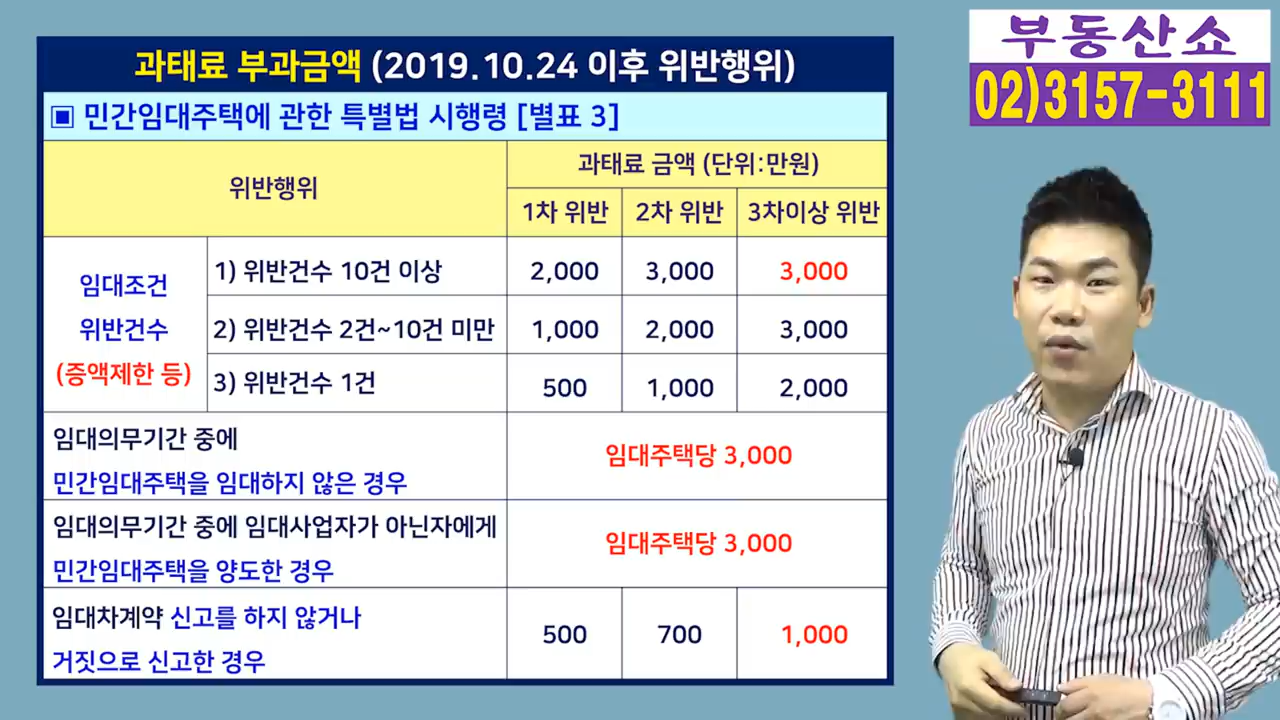 부동산쇼
02)3157-3111
과태료 부과금액 (2019.10.24 이후 위반행위)
▣ 민간임대주택에 관한 특별법 시행령 [별표 3]
위반행위
과태료 금액 (단위:만원)
1차 위반 2차 위반 3차이상 위반
임대조건
위반건수
(증액제한 등)
1) 위반건수 10건 이상 2,000 3,000 3,000
2) 위반건수 2건~10건 미만 1,000 2,000 3,000
3) 위반건수 1건 500 1,000 2,000
임대의무기간 중에
민간임대주택을 임대하지 않은 경우
임대주택당 3,000
임대의무기간 중에 임대사업자가 아닌자에게
민간임대주택을 양도한 경우
임대주택당 3,000
임대차계약 신고를 하지 않거나
거짓으로 신고한 경우
500 700 1,000